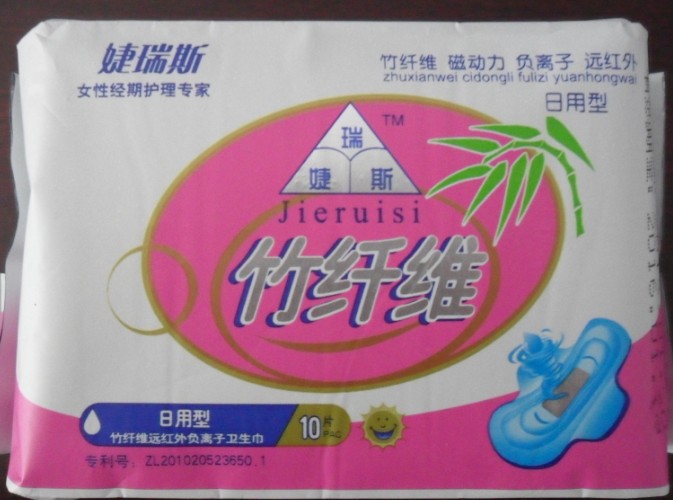 婕瑞斯
女性经期护理专家
竹纤维 磁动力 负离子 远红外
zhuxianwei cidongli fulizi yuanhongwai
日用型
瑞
TM
婕 斯
Jieruisi
竹纤维
日用型
竹纤维远红外负离子卫生巾
10片
专利号：ZL201020523650.1